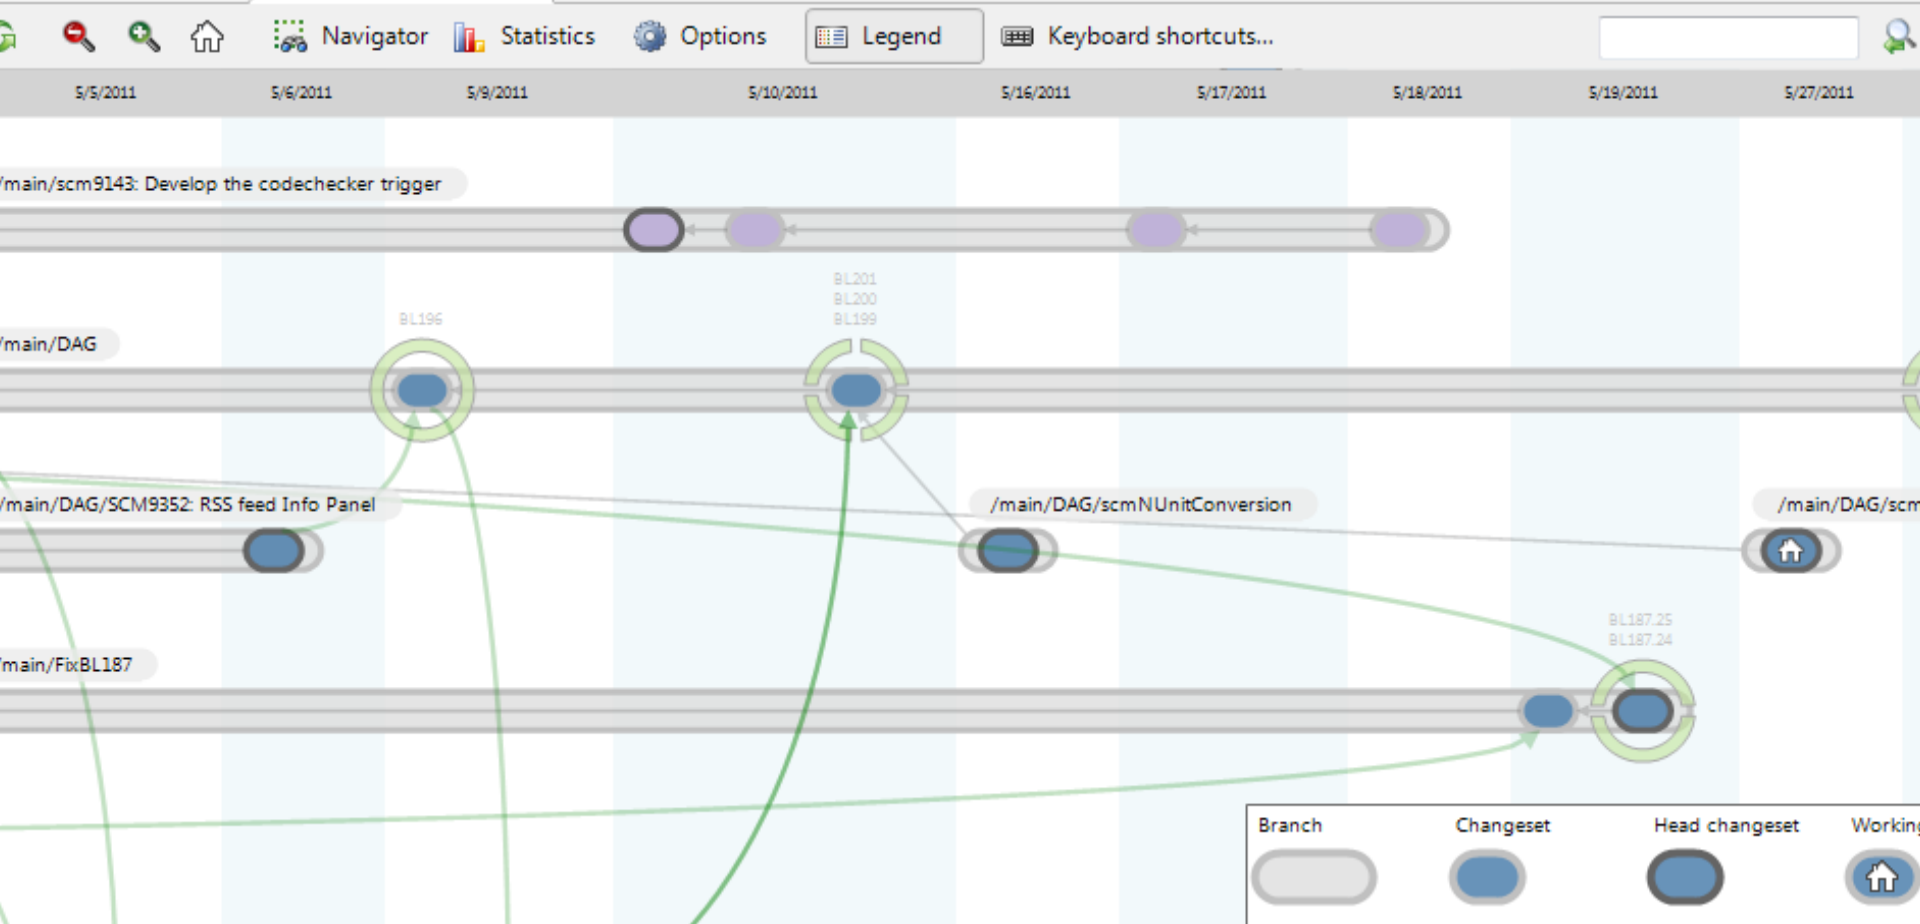 Navigator Statistics Options Legend Keyboard shortcuts...
5/5/2011 5/6/2011 5/9/2011 5/10/2011 5/16/2011 5/17/2011 5/18/2011 5/19/2011 5/27/2011
/main/scm9143: Develop the codechecker trigger
BL201
BL200
BL196 BL199
/main/DAG
/main/DAG/SCM9352: RSS feed Info Panel /main/DAG/scmNUnitConversion /main/DAG/scm
BL187.25
BL187.24
/main/FixBL187
Branch Changeset Head changeset Working